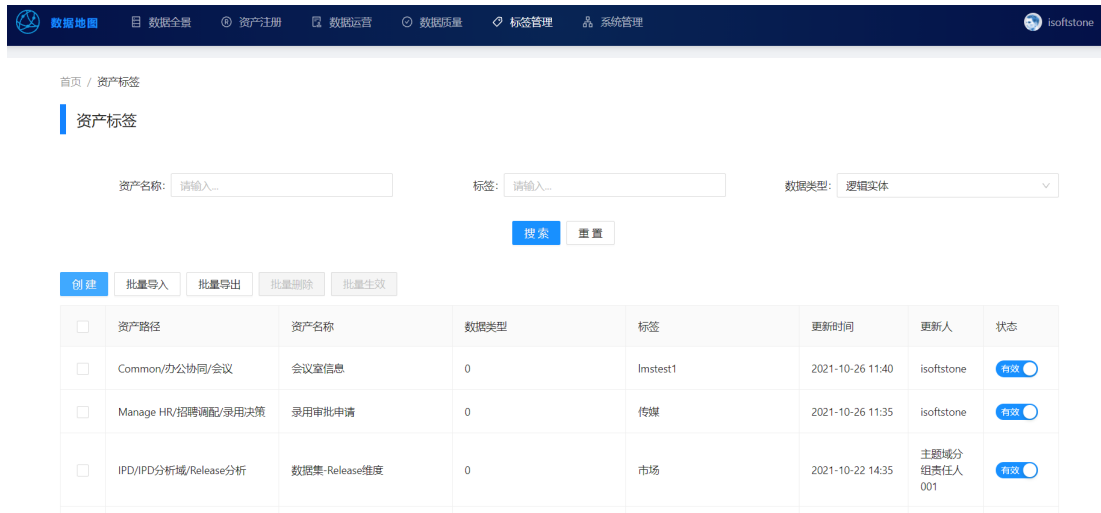 数据地图 数据全景 资产注册 数据运营 数据质量 标签管理 系统管理 isoftstone
首页 / 资产标签
资产标签
资产名称: 请输入... 标签: 请输入... 数据类型: 逻辑实体
搜索 重置
创建 批量导入 批量导出 批量删除 批量生效
资产路径 资产名称 数据类型 标签 更新时间 更新人 状态
Common/办公协同/会议 会议室信息 0 lmstest1 2021-10-26 11:40 isoftstone 有效
Manage HR/招聘调配/录用决策 录用审批申请 0 传媒 2021-10-26 11:35 isoftstone 有效
IPD/IPD分析域/Release分析 数据集-Release维度 0 市场 2021-10-22 14:35 主题域分
组责任人
001 有效